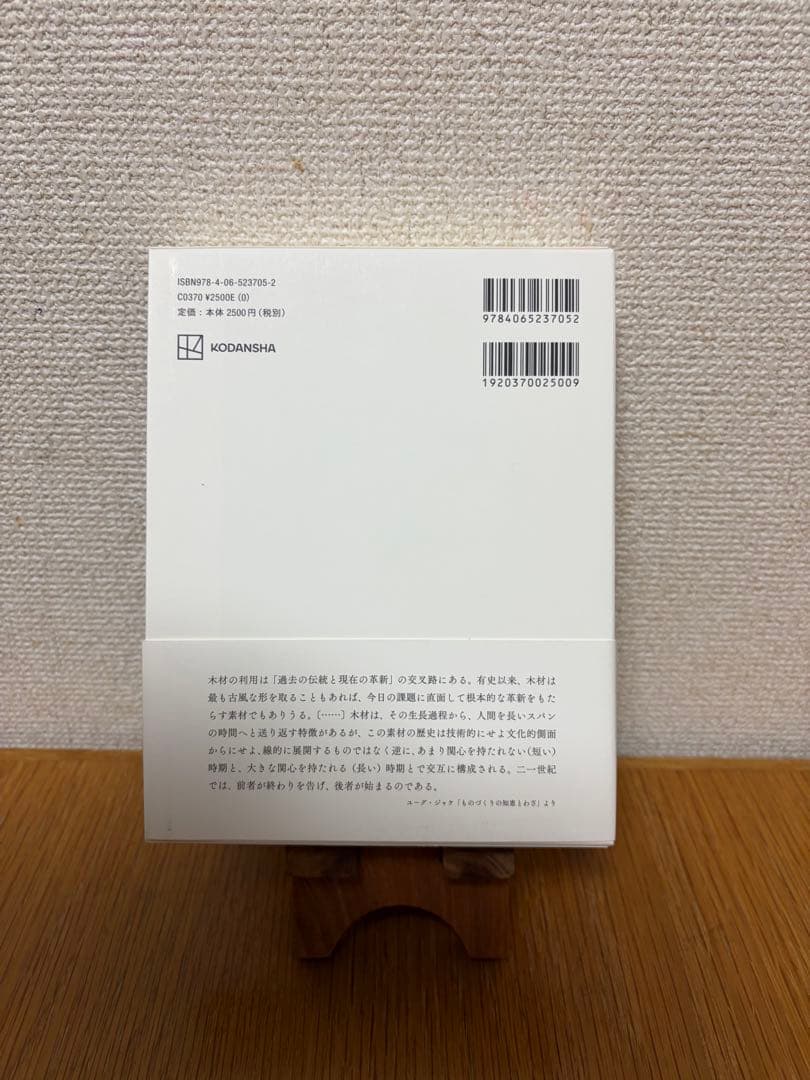 ISBN978-4-06-523705-2
C0370 ¥2500E (0)
定価：本体 2500円（税別）
KODANSHA
9784065237052
1920370025009
木材の利用は「過去の伝統と現在の革新」の交叉路にある。有史以来、木材は
最も古風な形を取ることもあれば、今日の課題に直面して根本的な革新をもた
らす素材でもありうる。〔……〕木材は、その生長過程から、人間を長いスパン
の時間へと送り返す特徴があるが、この素材の歴史は技術的にせよ文化的側面
からにせよ、線的に展開するものではなく逆に、あまり関心を持たれない（短い）
時期と、大きな関心を持たれる（長い）時期とで交互に構成される。二一世紀
では、前者が終わりを告げ、後者が始まるのである。
ユーグ・ジャケ「ものづくりの知恵とわざ」より